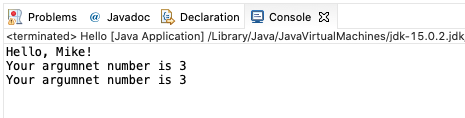 Problems @ Javadoc Declaration Console
<terminated> Hello [Java Application] /Library/Java/JavaVirtualMachines/jdk-15.0.2.jdk
Hello, Mike!
Your argumnet number is 3
Your argumnet number is 3